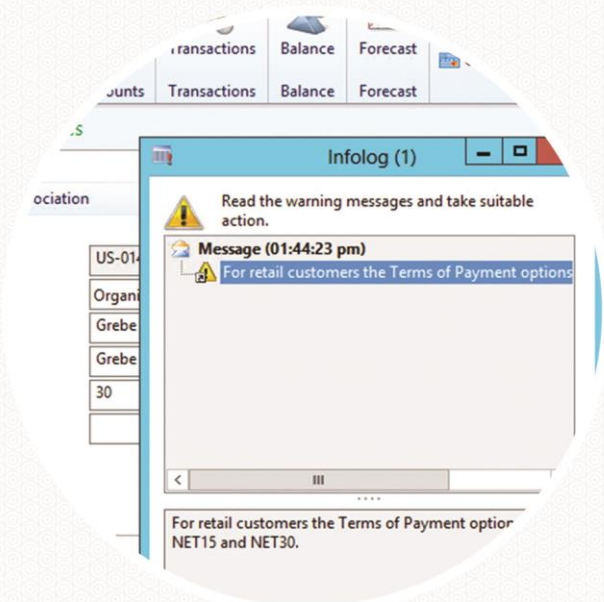 Transactions Balance Forecast
Transactions Balance Forecast
Infolog (1)
Read the warning messages and take suitable
action.
Message (01:44:23 pm)
For retail customers the Terms of Payment options
US-014
Organi
Grebe
Grebe
30
For retail customers the Terms of Payment option
NET15 and NET30.